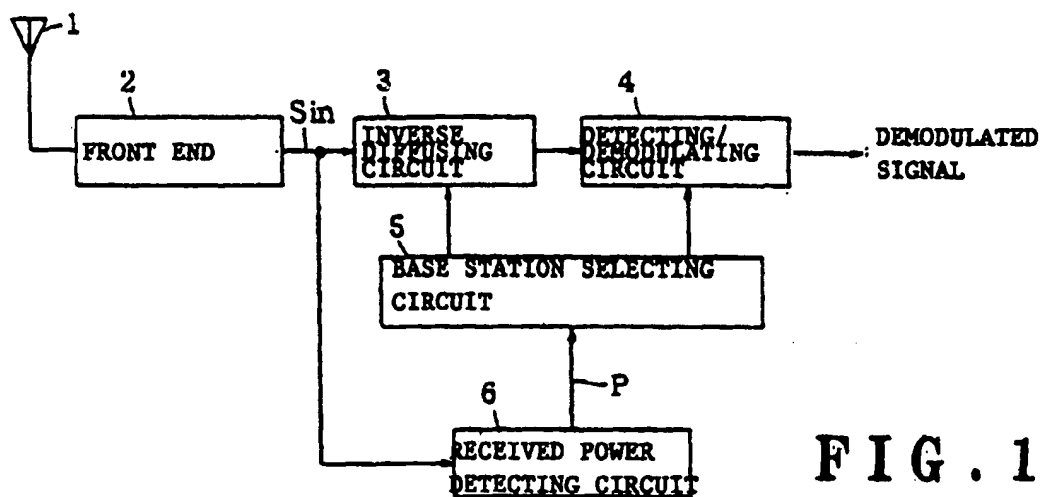 1
2
Sin
3
4
FRONT END
INVERSE
DIFFUSING
CIRCUIT
DETECTING/
DEMODULATING
CIRCUIT
DEMODULATED
SIGNAL
5
BASE STATION SELECTING
CIRCUIT
P
6
RECEIVED POWER
DETECTING CIRCUIT
FIG.1